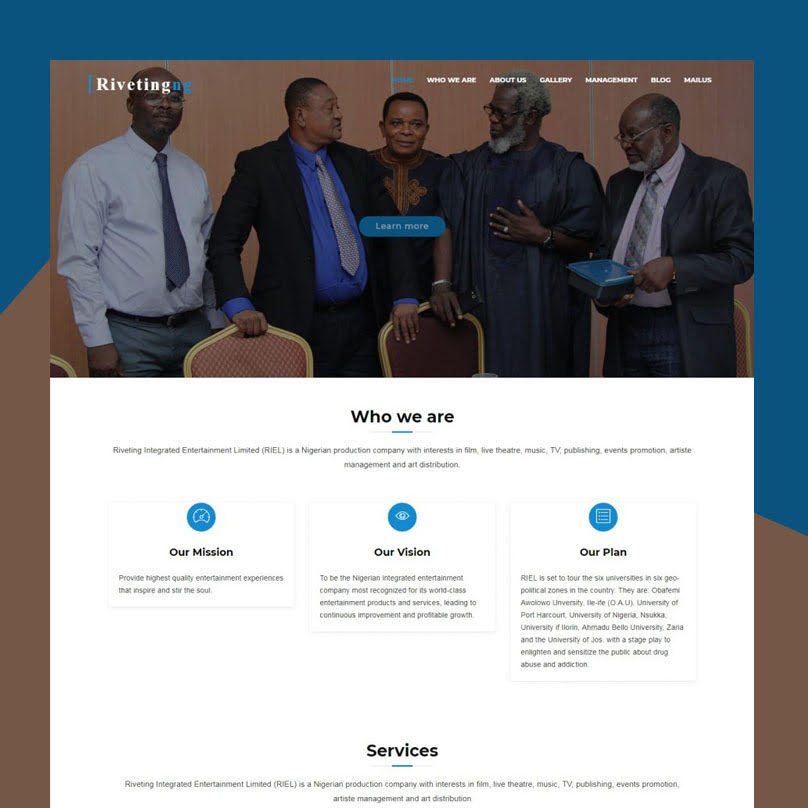 Rivetingng
HOME
WHO WE ARE
ABOUT US
GALLERY
MANAGEMENT
BLOG
MAILUS
Learn more
Who we are
Riveting Integrated Entertainment Limited (RIEL) is a Nigerian production company with interests in film, live theatre, music, TV, publishing, events promotion, artiste
management and art distribution.
Our Mission
Provide highest quality entertainment experiences
that inspire and stir the soul.
Our Vision
To be the Nigerian integrated entertainment
company most recognized for its world-class
entertainment products and services, leading to
continuous improvement and profitable growth.
Our Plan
RIEL is set to tour the six universities in six geo-
political zones in the country. They are: Obafemi
Awolowo Unversity, Ile-ife (O.A.U), University of
Port Harcourt, University of Nigeria, Nsukka,
University if Ilorin, Ahmadu Bello University, Zaria
and the University of Jos. with a stage play to
enlighten and sensitize the public about drug
abuse and addiction.
Services
Riveting Integrated Entertainment Limited (RIEL) is a Nigerian production company with interests in film, live theatre, music, TV, publishing, events promotion,
artiste management and art distribution